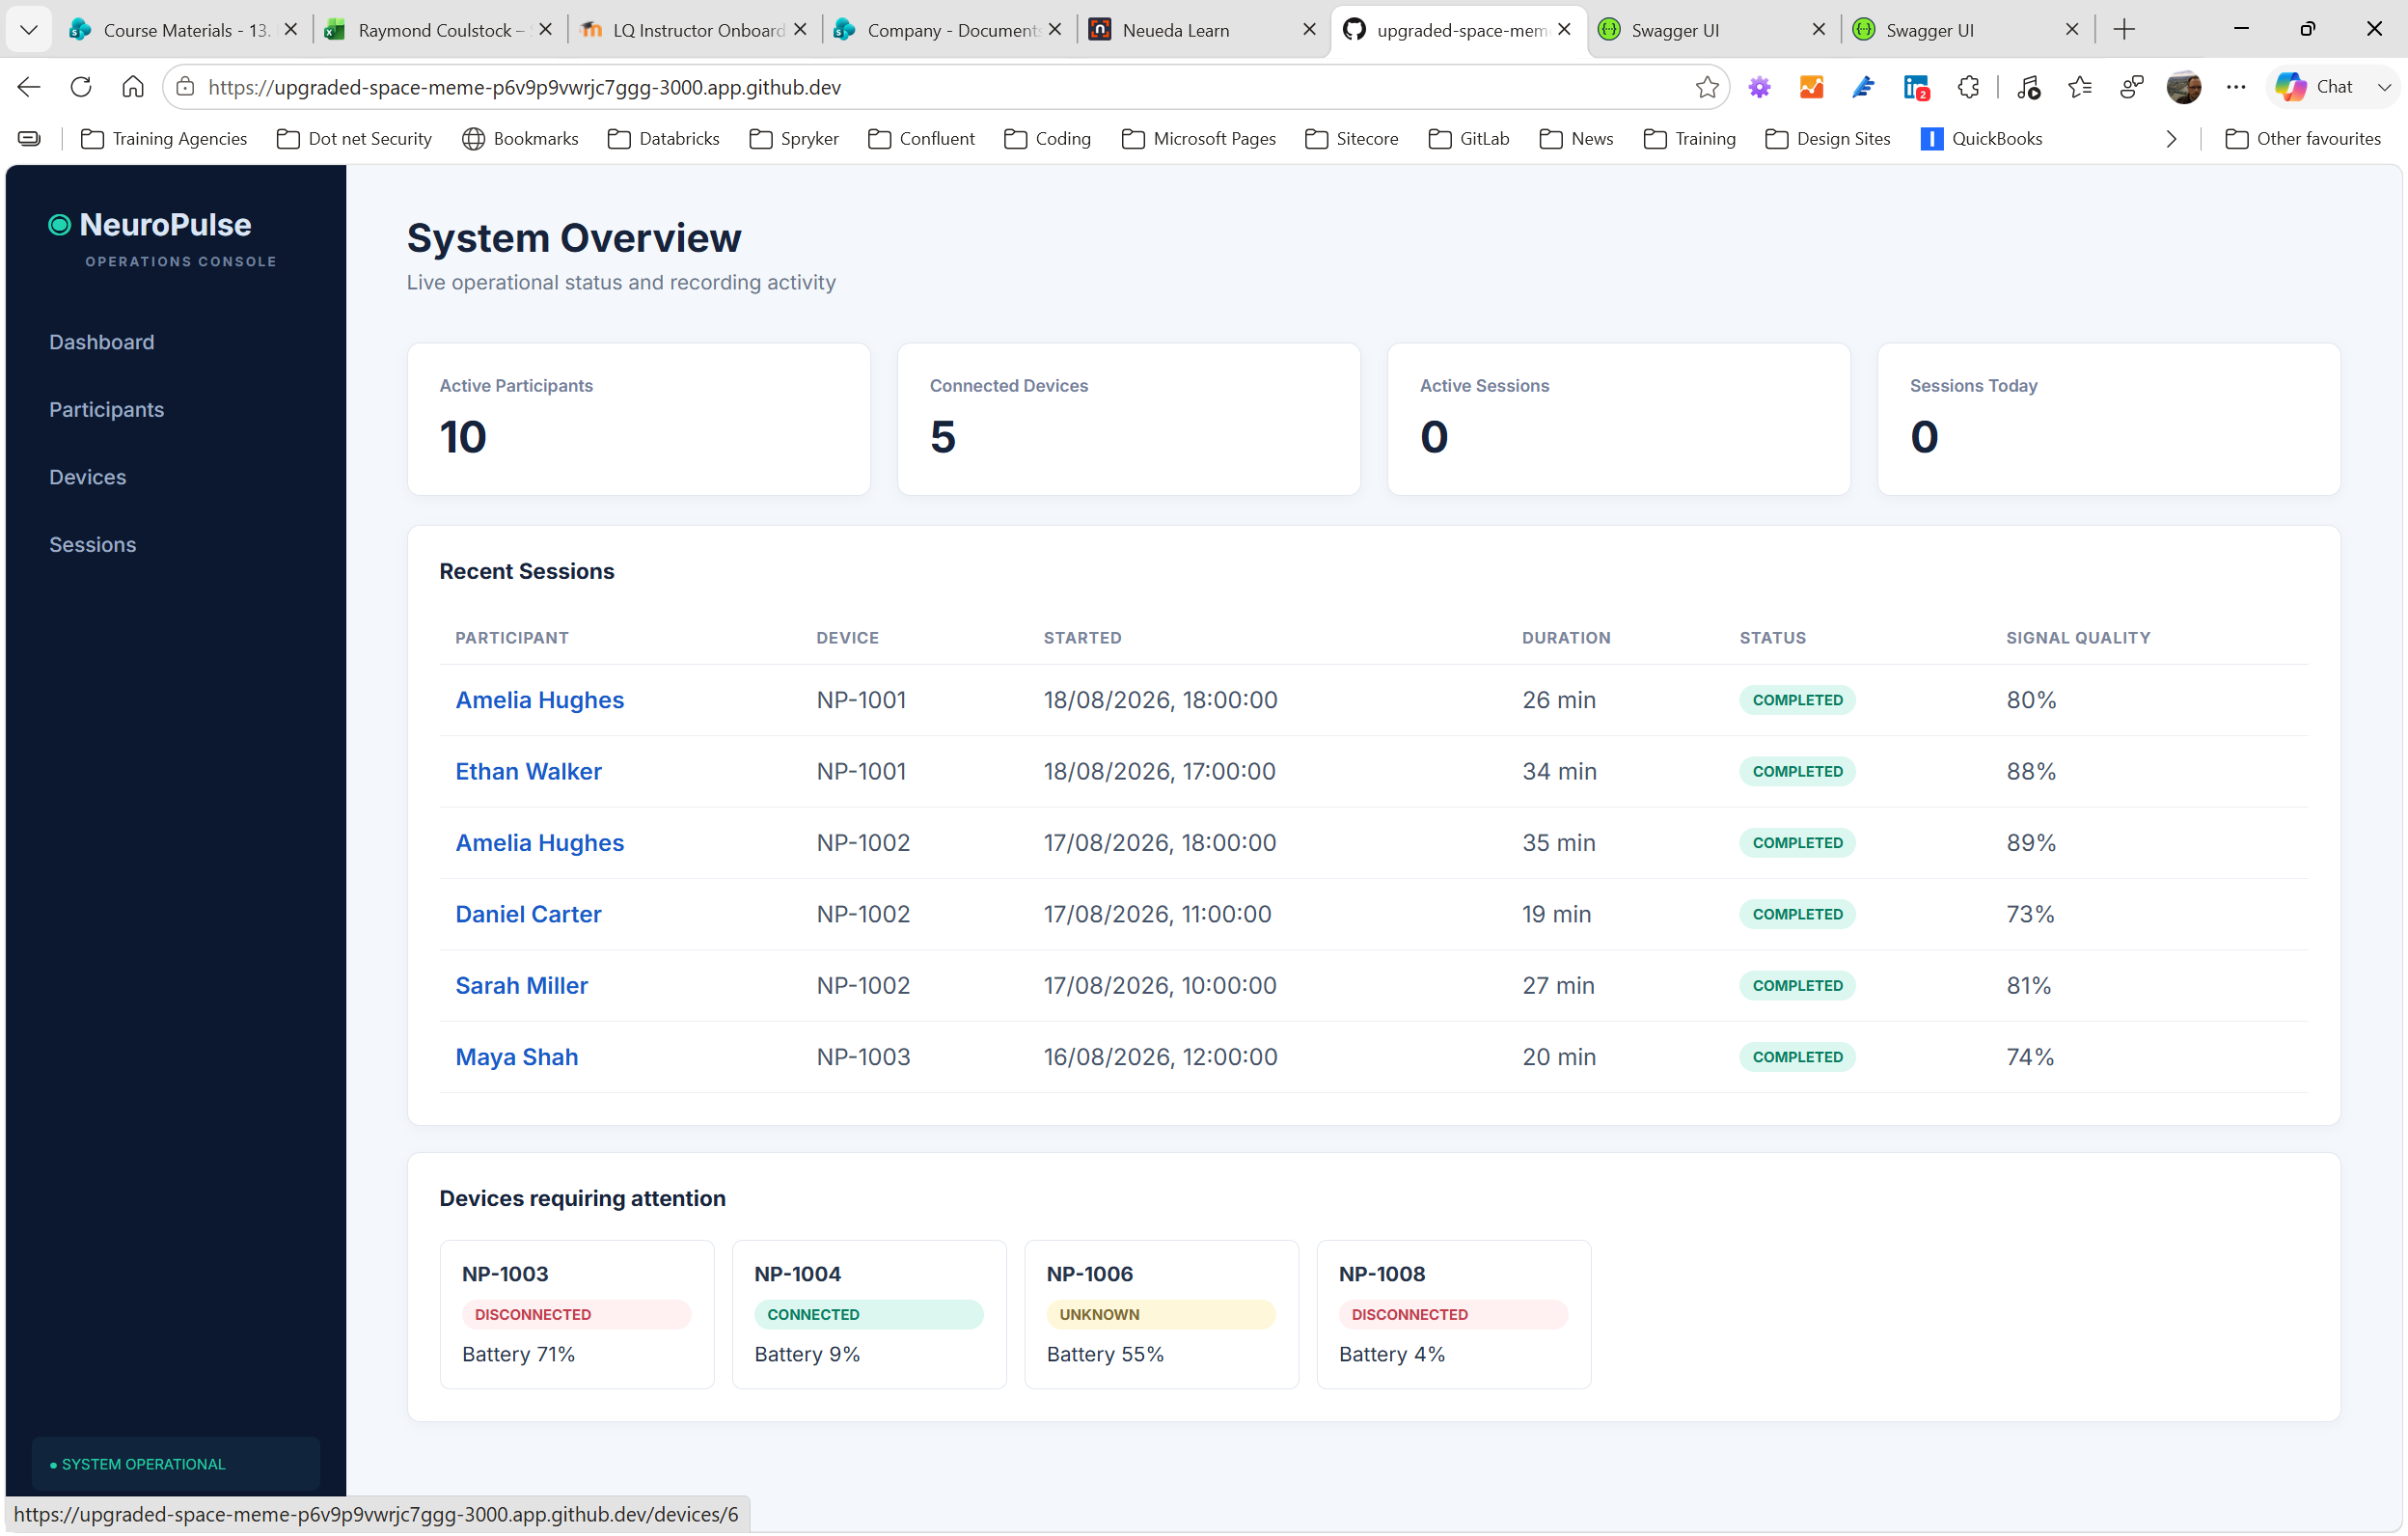 Course Materials - 13.
Raymond Coulstock –
LQ Instructor Onboard
Company - Documents
Neueda Learn
upgraded-space-mem
Swagger UI
Swagger UI
https://upgraded-space-meme-p6v9p9vwrjc7ggg-3000.app.github.dev
2
Chat
Training Agencies
Dot net Security
Bookmarks
Databricks
Spryker
Confluent
Coding
Microsoft Pages
Sitecore
GitLab
News
Training
Design Sites
QuickBooks
Other favourites
NeuroPulse
OPERATIONS CONSOLE
Dashboard
Participants
Devices
Sessions
SYSTEM OPERATIONAL
System Overview
Live operational status and recording activity
Active Participants
10
Connected Devices
5
Active Sessions
0
Sessions Today
0
Recent Sessions
PARTICIPANT DEVICE STARTED DURATION STATUS SIGNAL QUALITY
Amelia Hughes NP-1001 18/08/2026, 18:00:00 26 min COMPLETED 80%
Ethan Walker NP-1001 18/08/2026, 17:00:00 34 min COMPLETED 88%
Amelia Hughes NP-1002 17/08/2026, 18:00:00 35 min COMPLETED 89%
Daniel Carter NP-1002 17/08/2026, 11:00:00 19 min COMPLETED 73%
Sarah Miller NP-1002 17/08/2026, 10:00:00 27 min COMPLETED 81%
Maya Shah NP-1003 16/08/2026, 12:00:00 20 min COMPLETED 74%
Devices requiring attention
NP-1003
DISCONNECTED
Battery 71%
NP-1004
CONNECTED
Battery 9%
NP-1006
UNKNOWN
Battery 55%
NP-1008
DISCONNECTED
Battery 4%
https://upgraded-space-meme-p6v9p9vwrjc7ggg-3000.app.github.dev/devices/6